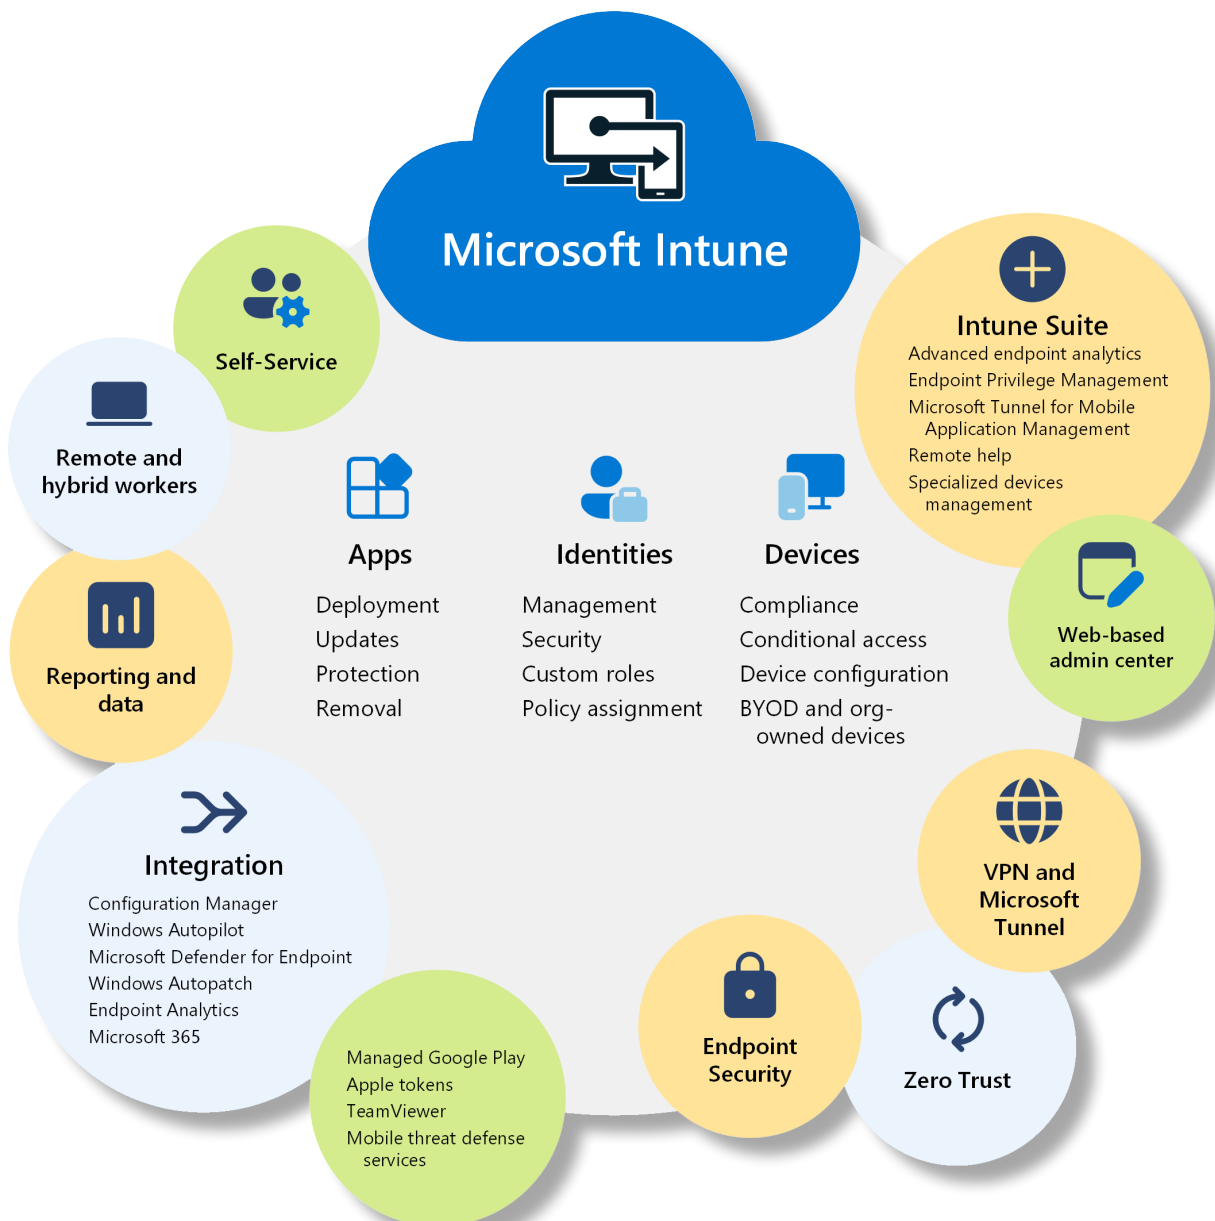 Microsoft Intune
Self-Service
Remote and
hybrid workers
Reporting and
data
Integration
Configuration Manager
Windows Autopilot
Microsoft Defender for Endpoint
Windows Autopatch
Endpoint Analytics
Microsoft 365
Managed Google Play
Apple tokens
TeamViewer
Mobile threat defense
services
Apps
Deployment
Updates
Protection
Removal
Identities
Management
Security
Custom roles
Policy assignment
Devices
Compliance
Conditional access
Device configuration
BYOD and org-
owned devices
Intune Suite
Advanced endpoint analytics
Endpoint Privilege Management
Microsoft Tunnel for Mobile
Application Management
Remote help
Specialized devices
management
Web-based
admin center
VPN and
Microsoft
Tunnel
Zero Trust
Endpoint
Security